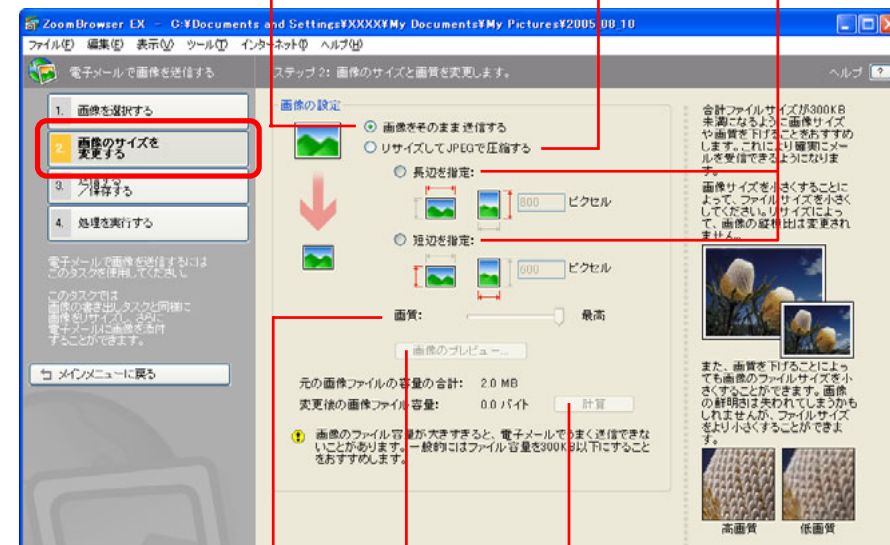 ZoomBrowser EX - C:¥Documents and Settings¥XXXX¥My Documents¥My Pictures¥2005_08_10
ファイル(F) 編集(E) 表示(V) ツール(T) インターネット(I) ヘルプ(H)
電子メールで画像を送信する
ステップ2: 画像のサイズと画質を変更します。
ヘルプ ?
1. 画像を選択する
2. 画像のサイズを
変更する
3.
/保存する
4. 処理を実行する
電子メールで画像を送信するには
このタスクを使用してください。
このタスクでは
画像の書き出しタスクと同様に
画像をリサイズし、さらに
電子メールに画像を添付
することができます。
メインメニューに戻る
画像の設定
画像をそのまま送信する
リサイズしてJPEGで圧縮する
長辺を指定:
800 ピクセル
短辺を指定:
600 ピクセル
画質: 最高
画像のプレビュー...
元の画像ファイルの容量の合計: 2.0 MB
変更後の画像ファイル容量: 0.0 バイト 計算
画像のファイル容量が大きすぎると、電子メールでうまく送信できな
いことがあります。一般的にはファイル容量を300KB以下にすること
をおすすめします。
合計ファイルサイズが300KB
未満になるように画像サイズ
や画質を下げることをおすすめ
します。これにより確実にメー
ルを受信できるようになりま
す。
画像サイズを小さくすることに
よって、ファイルサイズを小さく
してください。リサイズによっ
て、画像の縦横比は変更され
ません。
また、画質を下げることによっ
ても画像のファイルサイズを小
さくすることができます。画像
の鮮明さは失われてしまうかも
しれませんが、ファイルサイズ
をより小さくすることができま
す。
高画質 低画質